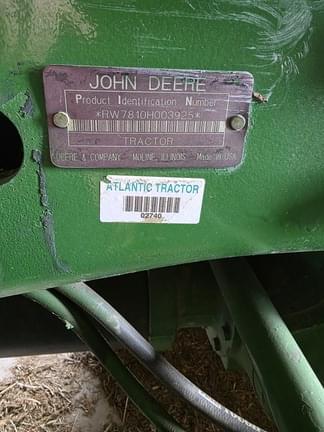 JOHN DEERE
Product Identification Number
*RW7810H003925*
TRACTOR
DEERE & COMPANY MOLINE, ILLINOIS Made in USA
ATLANTIC TRACTOR
02740